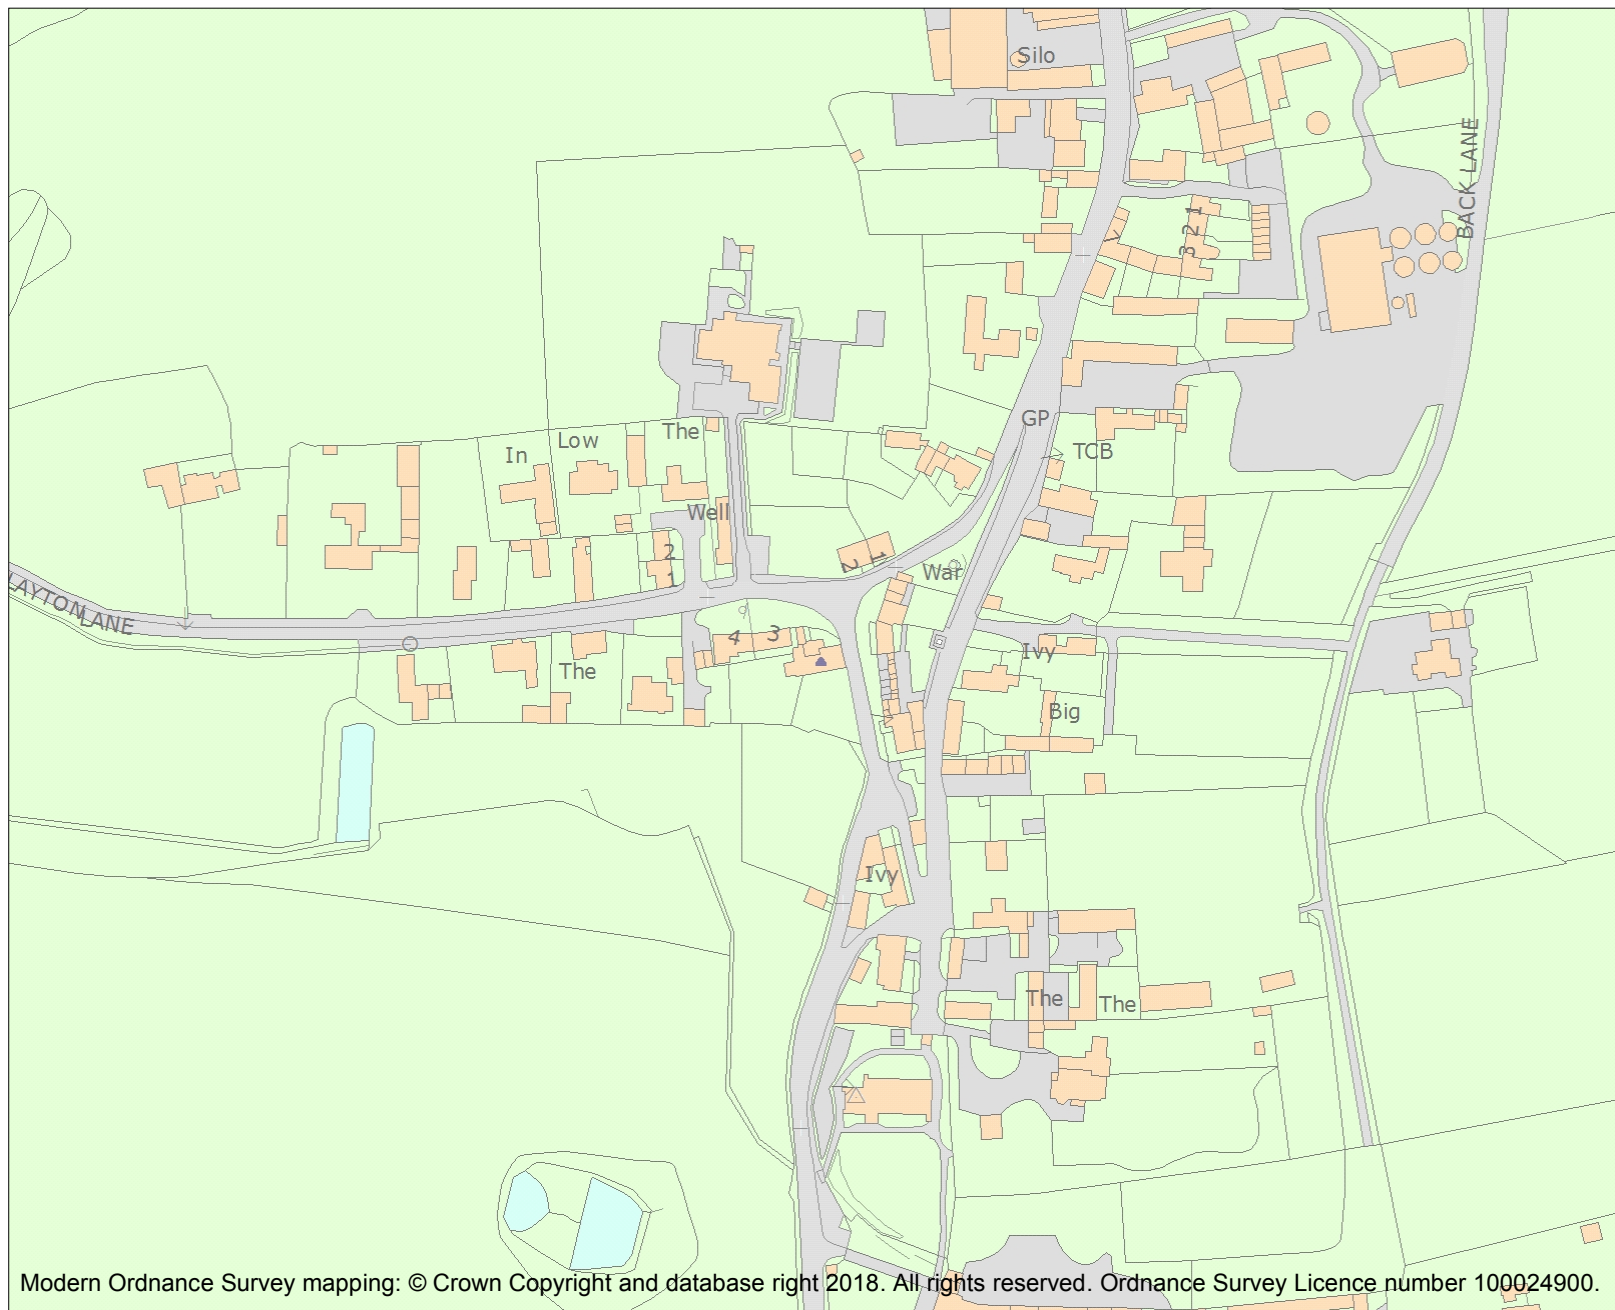 Silo
BACK LANE
1
2
3
GP
TCB
The
Low
In
Well
2
1
1
2
War
LAYTON LANE
4
3
The
Ivy
Big
Ivy
The
The
Modern Ordnance Survey mapping: © Crown Copyright and database right 2018. All rights reserved. Ordnance Survey Licence number 100024900.